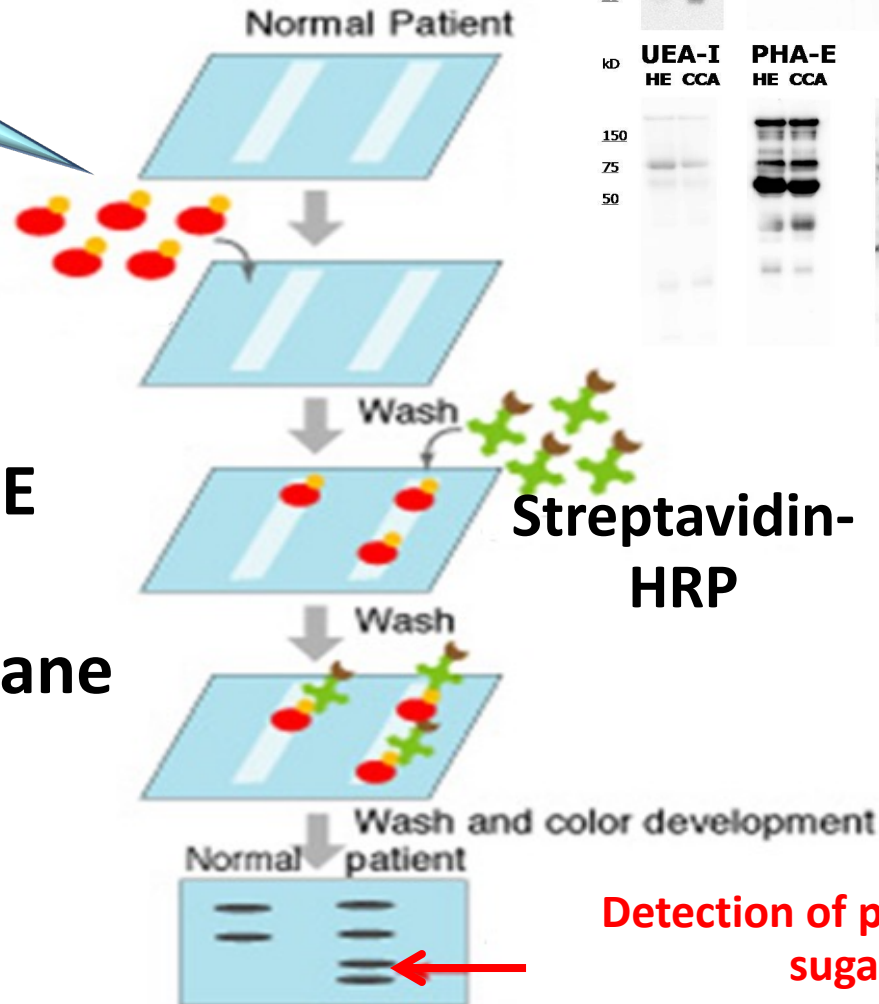 Normal Patient
UEA-I PHA-E
kD HE CCA HE CCA
150
75
50
Wash
E
Streptavidin-
HRP
Wash
ane
Wash and color development
Normal patient
Detection of p
suga